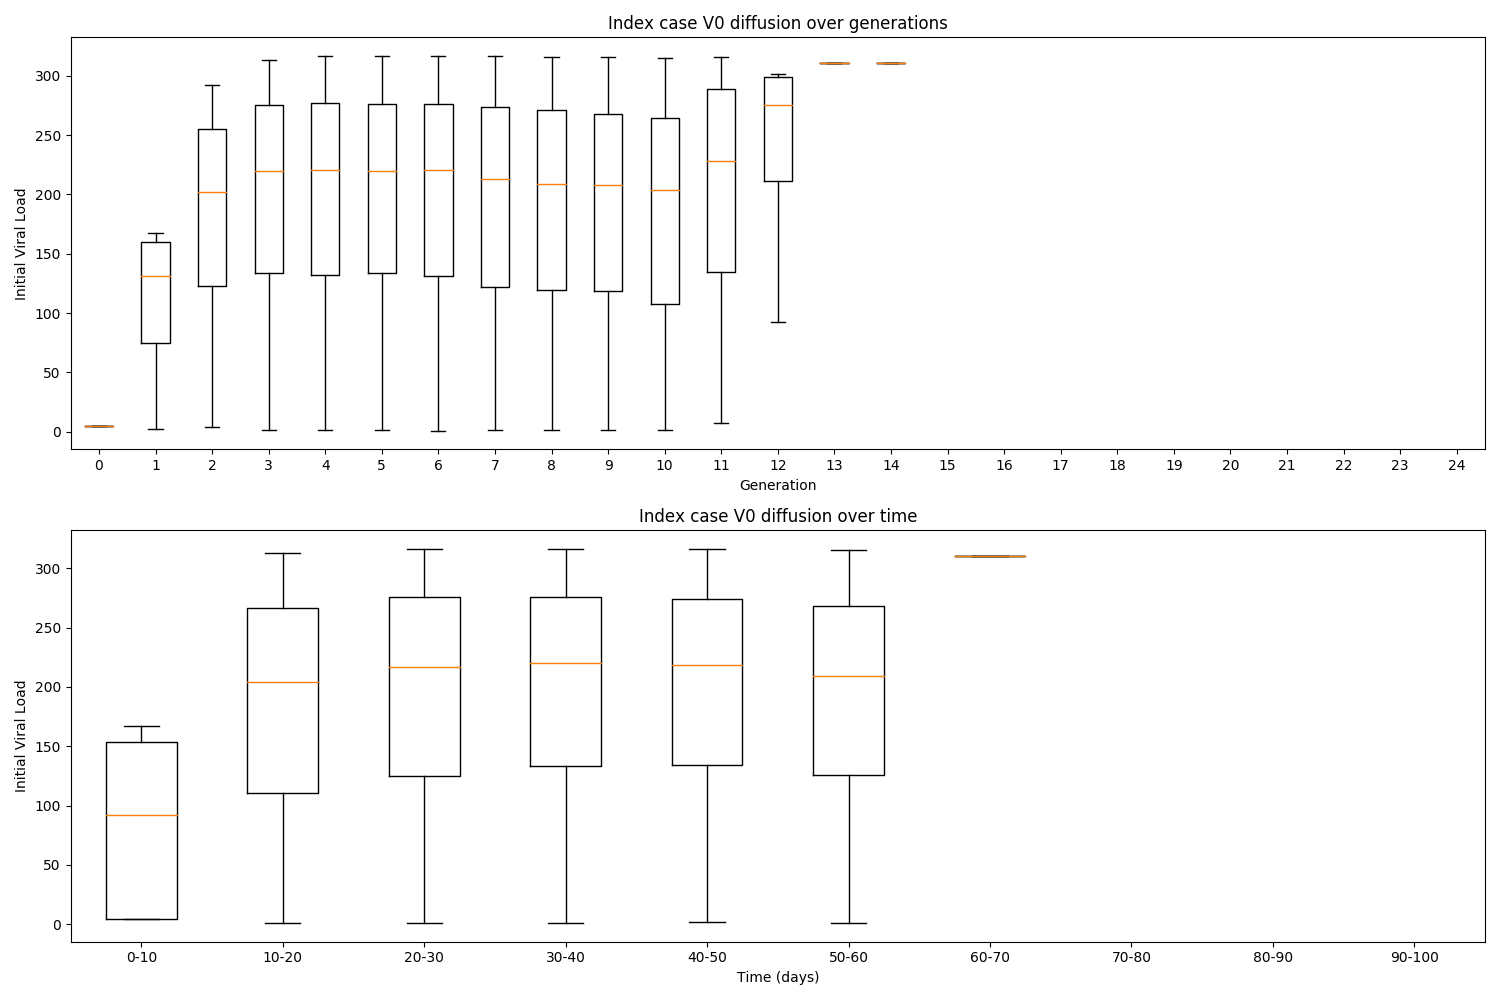 Index case V0 diffusion over generations
Initial Viral Load
300
250
200
150
100
50
0
0 1 2 3 4 5 6 7 8 9 10 11 12 13 14 15 16 17 18 19 20 21 22 23 24
Generation
Index case V0 diffusion over time
Initial Viral Load
300
250
200
150
100
50
0
0-10 10-20 20-30 30-40 40-50 50-60 60-70 70-80 80-90 90-100
Time (days)